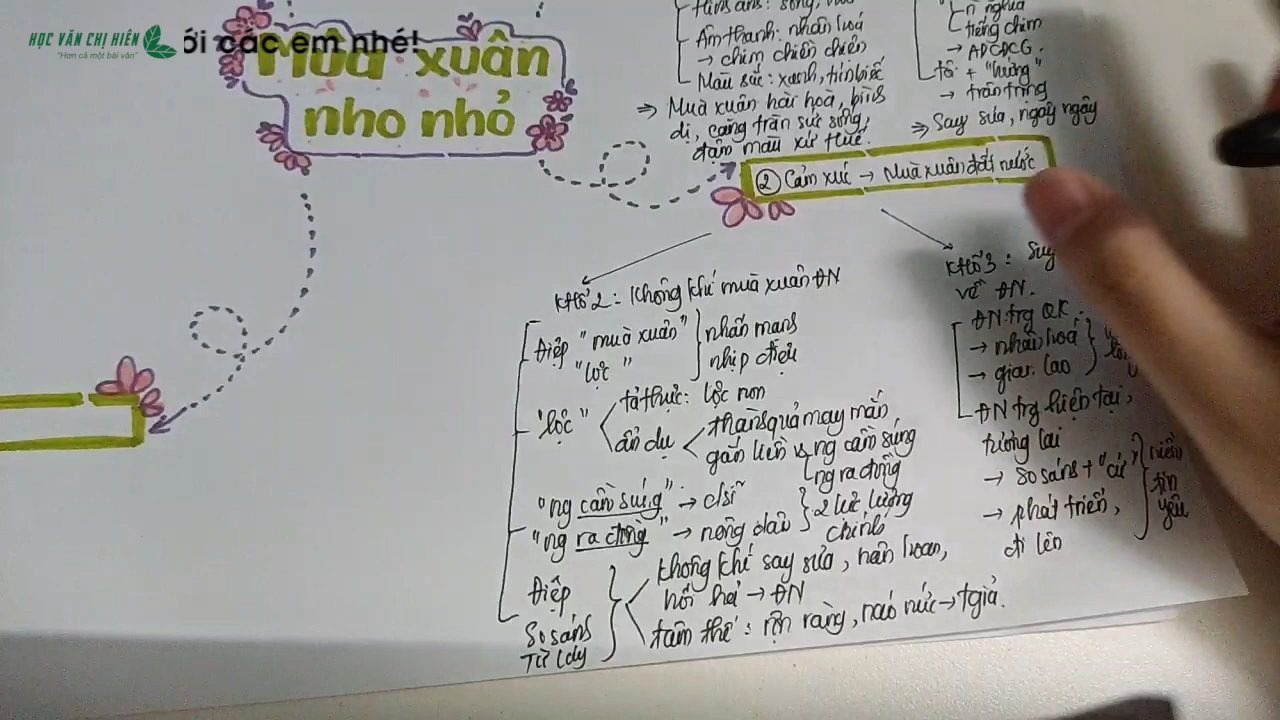 HỌC VĂN CHỊ HIÊN
"Hơn cả một bài văn"
ới các em nhé!
Mùa xuân
nho nhỏ
Âm thanh: nhân hoá
→ chim chiền chiện
Màu sắc: xanh, tím biếc
⇒ Mùa xuân hài hoà, bình
dị, căng tràn sức sống,
đậm màu xứ Huế.
n nghĩa
tiếng chim
→ ADCĐCG.
tôi + "hứng"
→ trân trọng
⇒ Say sưa, ngây ngây
② Cảm xúc → Mùa xuân đất nước
Khổ 2: Không khí mùa xuân ĐN
Điệp "mùa xuân"
"lộc"
nhấn mạnh
nhịp điệu
"lộc"
tả thực: lộc non
ẩn dụ
thành quả may mắn,
gắn liền vs ng cầm súng
ng ra đồng
"ng cầm súng" → c/sĩ
"ng ra đồng" → nông dân
2 lực lượng
chính
Điệp
So sánh
Từ láy
không khí say sưa, hân hoan,
hối hả → ĐN
tâm thế: rộn ràng, náo nức → tgiả.
Khổ 3: Suy
về ĐN.
ĐN trg QK:
→ nhân hoá
→ gian lao
ĐN trg hiện tại,
tương lai
→ so sánh + "cứ"
→ phát triển,
đi lên
niềm
tin
yêu